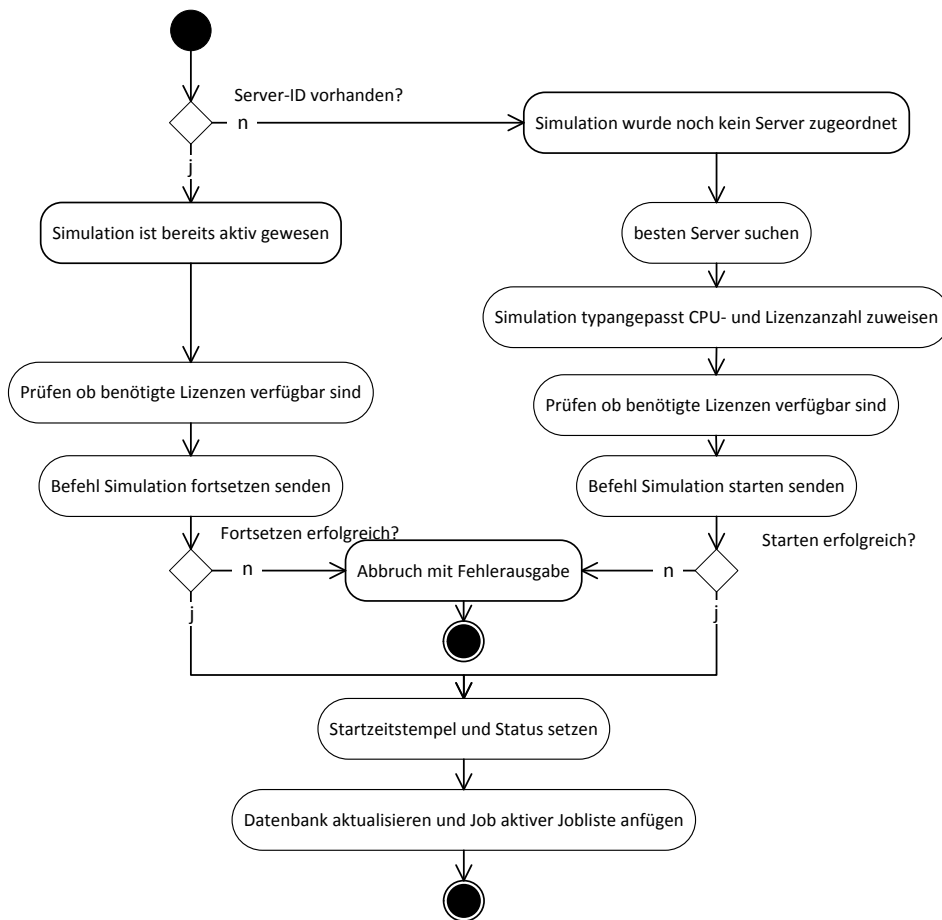 Server-ID vorhanden?
n
Simulation wurde noch kein Server zugeordnet
j
Simulation ist bereits aktiv gewesen
besten Server suchen
Simulation typangepasst CPU- und Lizenzanzahl zuweisen
Prüfen ob benötigte Lizenzen verfügbar sind
Prüfen ob benötigte Lizenzen verfügbar sind
Befehl Simulation fortsetzen senden
Befehl Simulation starten senden
Fortsetzen erfolgreich?
Starten erfolgreich?
n
Abbruch mit Fehlerausgabe
n
j
j
Startzeitstempel und Status setzen
Datenbank aktualisieren und Job aktiver Jobliste anfügen